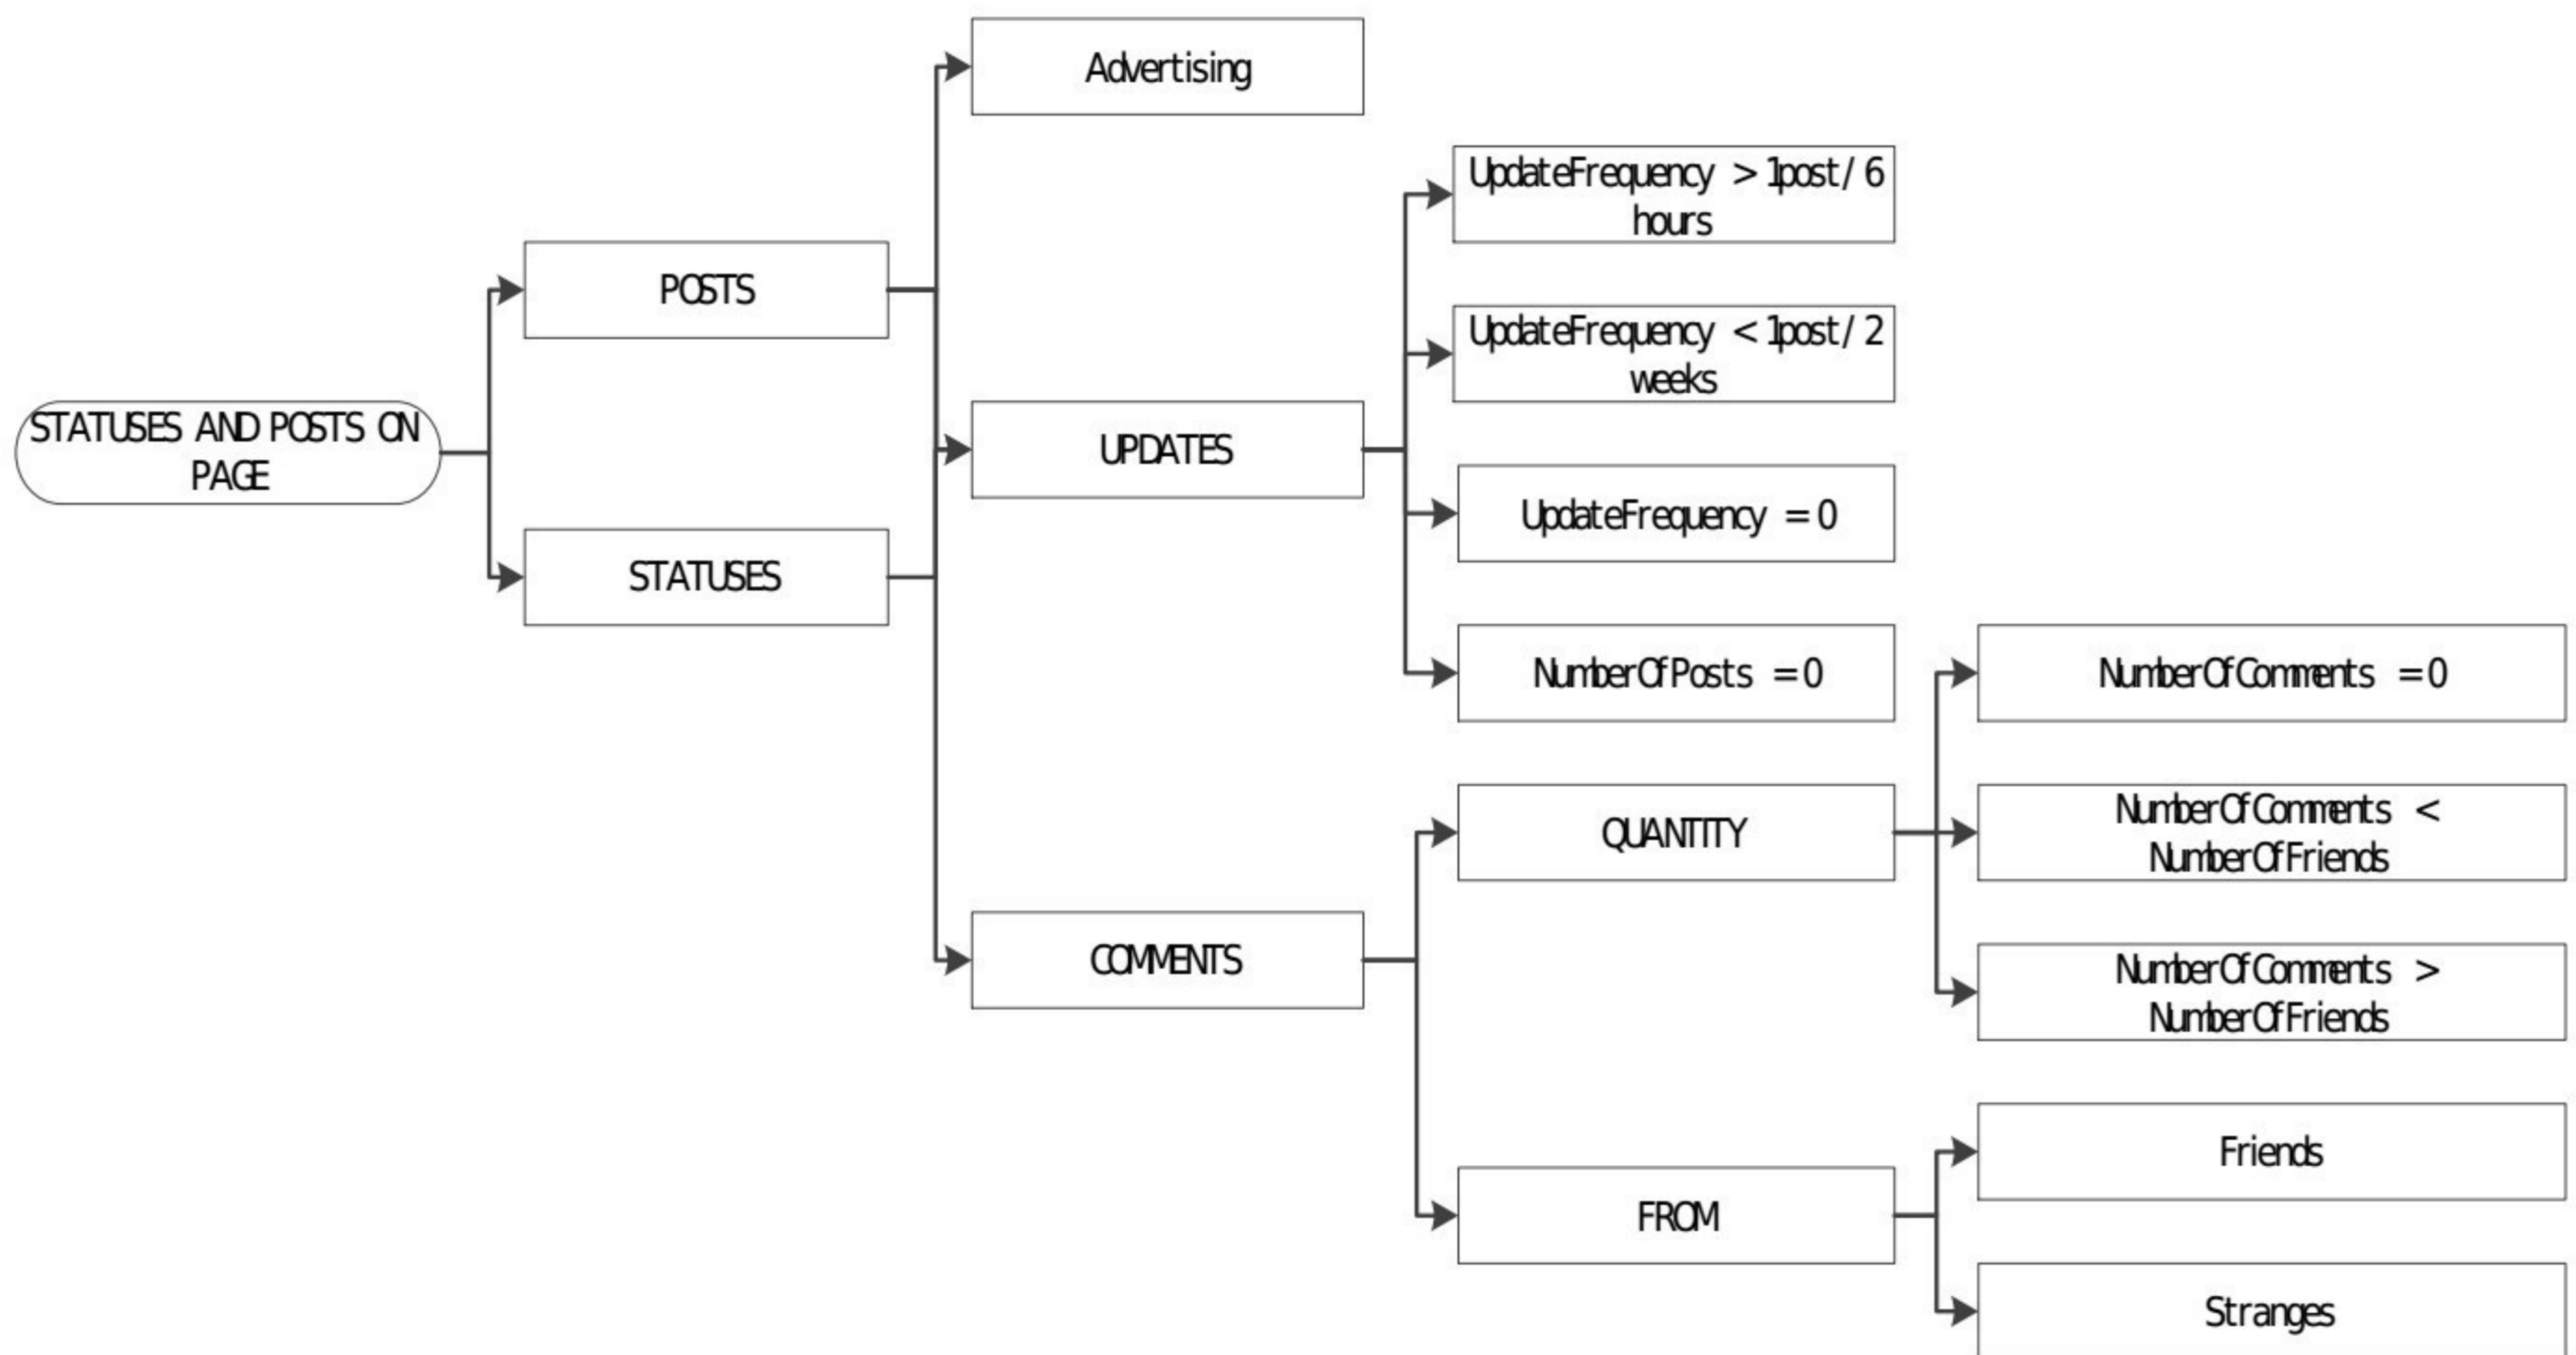 Advertising
UpdateFrequency > 1post/ 6
hours
POSTS
UpdateFrequency < 1post/ 2
weeks
STATUSES AND POSTS ON
PAGE
UPDATES
UpdateFrequency = 0
STATUSES
NumberOfPosts = 0
NumberOfComments = 0
QUANTITY
NumberOfComments <
NumberOfFriends
COMMENTS
NumberOfComments >
NumberOfFriends
Friends
FROM
Stranges